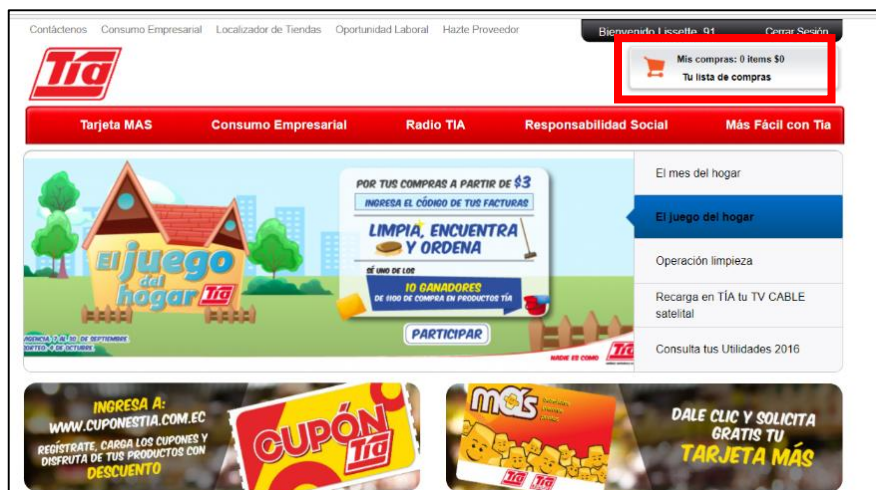 Contáctenos Consumo Empresarial Localizador de Tiendas Oportunidad Laboral Hazte Proveedor
Bienvenido Lissette_91 Cerrar Sesión
Tía
Mis compras: 0 items $0
Tu lista de compras
Tarjeta MAS Consumo Empresarial Radio TIA Responsabilidad Social Más Fácil con Tia
El juego
del
hogar Tía
POR TUS COMPRAS A PARTIR DE $3
INGRESA EL CÓDIGO DE TUS FACTURAS
LIMPIA, ENCUENTRA
Y ORDENA
SÉ UNO DE LOS
10 GANADORES
DE $100 DE COMPRA EN PRODUCTOS TÍA
PARTICIPAR
NADIE ES COMO Tía
El mes del hogar
El juego del hogar
Operación limpieza
Recarga en TÍA tu TV CABLE
satelital
Consulta tus Utilidades 2016
INGRESA A:
WWW.CUPONESTIA.COM.EC
REGÍSTRATE, CARGA LOS CUPONES Y
DISFRUTA DE TUS PRODUCTOS CON
DESCUENTO
CUPÓN
Tía
más
Tía Tía
DALE CLIC Y SOLICITA
GRATIS TU
TARJETA MÁS